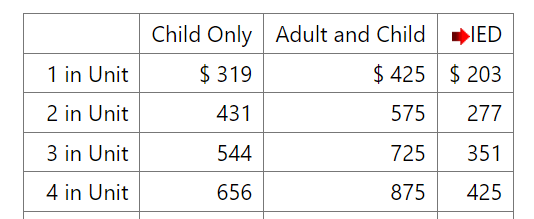 Child Only Adult and Child IED
1 in Unit $ 319 $ 425 $ 203
2 in Unit 431 575 277
3 in Unit 544 725 351
4 in Unit 656 875 425